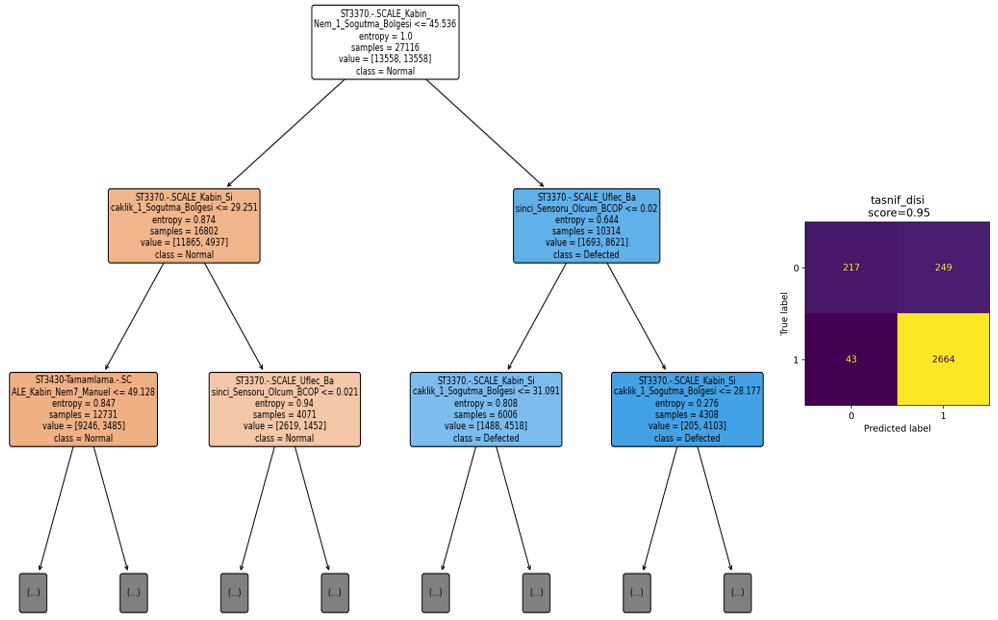 ST3370.-.SCALE_Kabin_
Nem_1_Sogutma_Bolgesi <= 45.536
entropy = 1.0
samples = 27116
value = [13558, 13558]
class = Normal
ST3370.-.SCALE_Kabin_Si
caklik_1_Sogutma_Bolgesi <= 29.251
entropy = 0.874
samples = 16802
value = [11865, 4937]
class = Normal
ST3370.-.SCALE_Uflec_Ba
sinci_Sensoru_Olcum_BCOP <= 0.02
entropy = 0.644
samples = 10314
value = [1693, 8621]
class = Defected
ST3430-Tamamlama.-.SC
ALE_Kabin_Nem7_Manuel <= 49.128
entropy = 0.847
samples = 12731
value = [9246, 3485]
class = Normal
ST3370.-.SCALE_Uflec_Ba
sinci_Sensoru_Olcum_BCOP <= 0.021
entropy = 0.94
samples = 4071
value = [2619, 1452]
class = Normal
ST3370.-.SCALE_Kabin_Si
caklik_1_Sogutma_Bolgesi <= 31.091
entropy = 0.808
samples = 6006
value = [1488, 4518]
class = Defected
ST3370.-.SCALE_Kabin_Si
caklik_1_Sogutma_Bolgesi <= 28.177
entropy = 0.276
samples = 4308
value = [205, 4103]
class = Defected
(...)
(...)
(...)
(...)
(...)
(...)
(...)
(...)
tasnif_disi
score=0.95
True label
0
217
249
1
43
2664
0
1
Predicted label